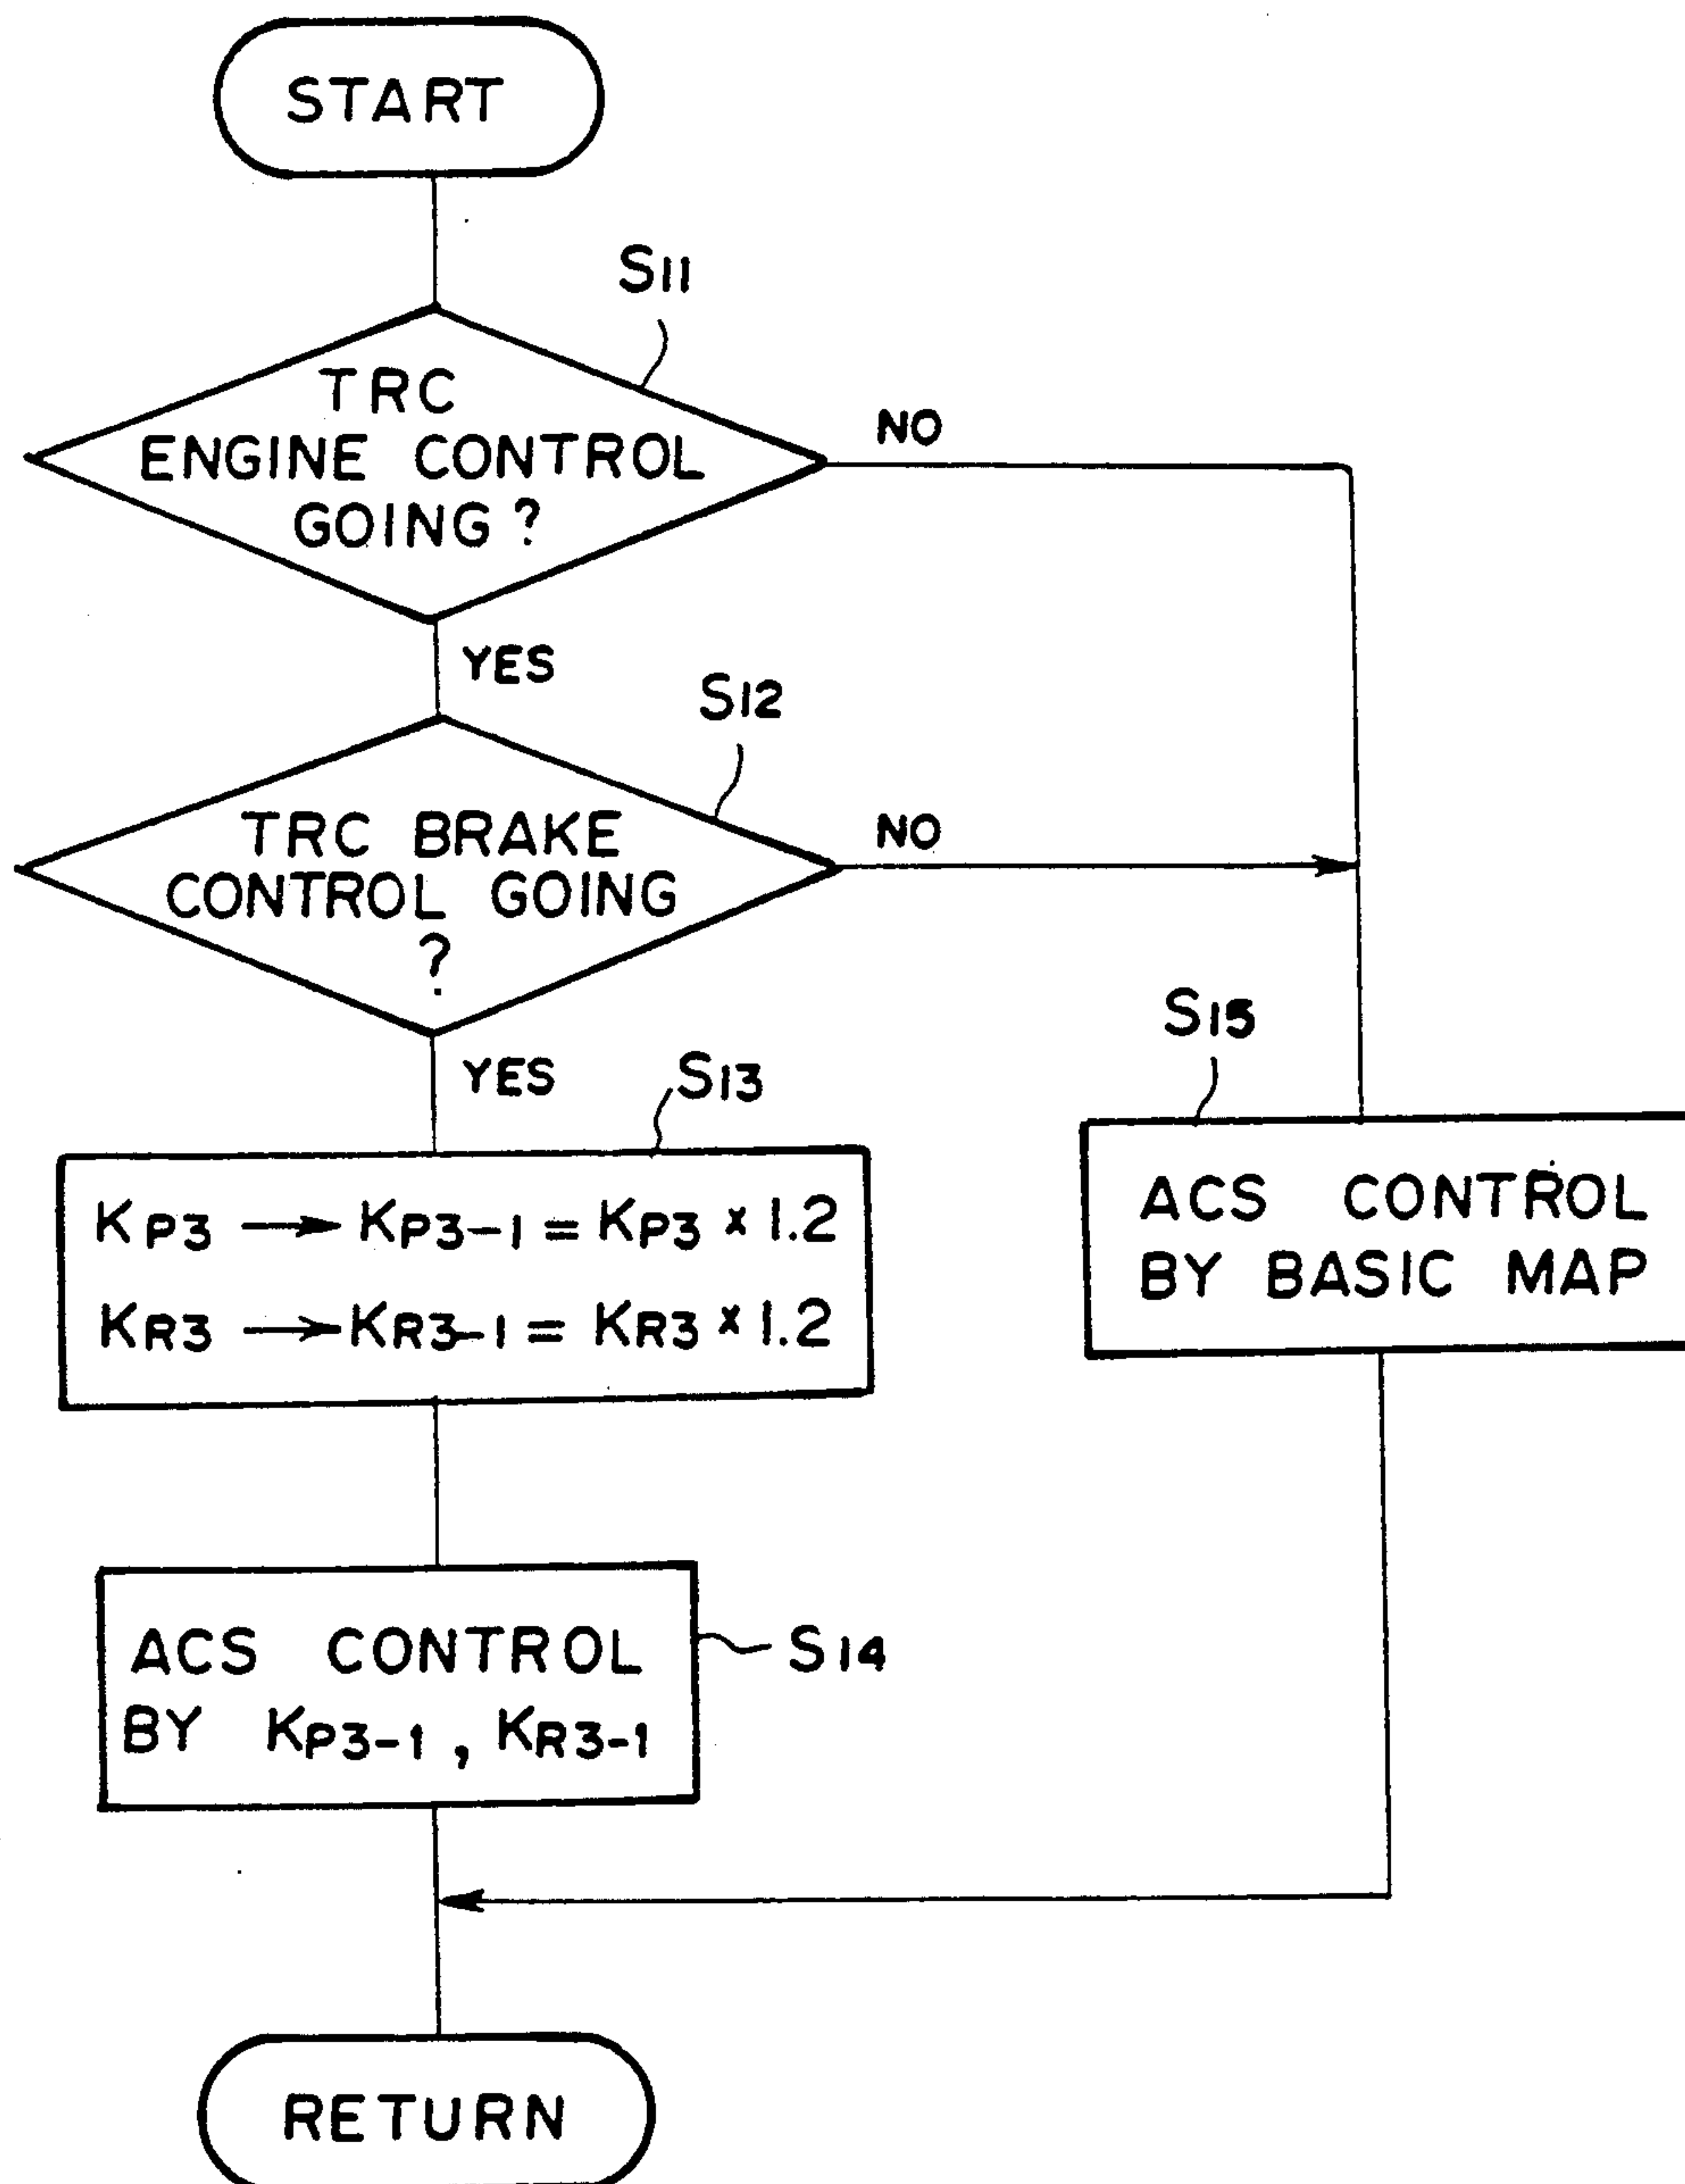 START
S11
TRC
ENGINE CONTROL
GOING ?
NO
YES
S12
TRC BRAKE
CONTROL GOING
?
NO
YES
S13
KP3 → KP3-1 = KP3 × 1.2
KR3 → KR3-1 = KR3 × 1.2
S15
ACS CONTROL
BY BASIC MAP
ACS CONTROL
BY KP3-1 , KR3-1
S14
RETURN